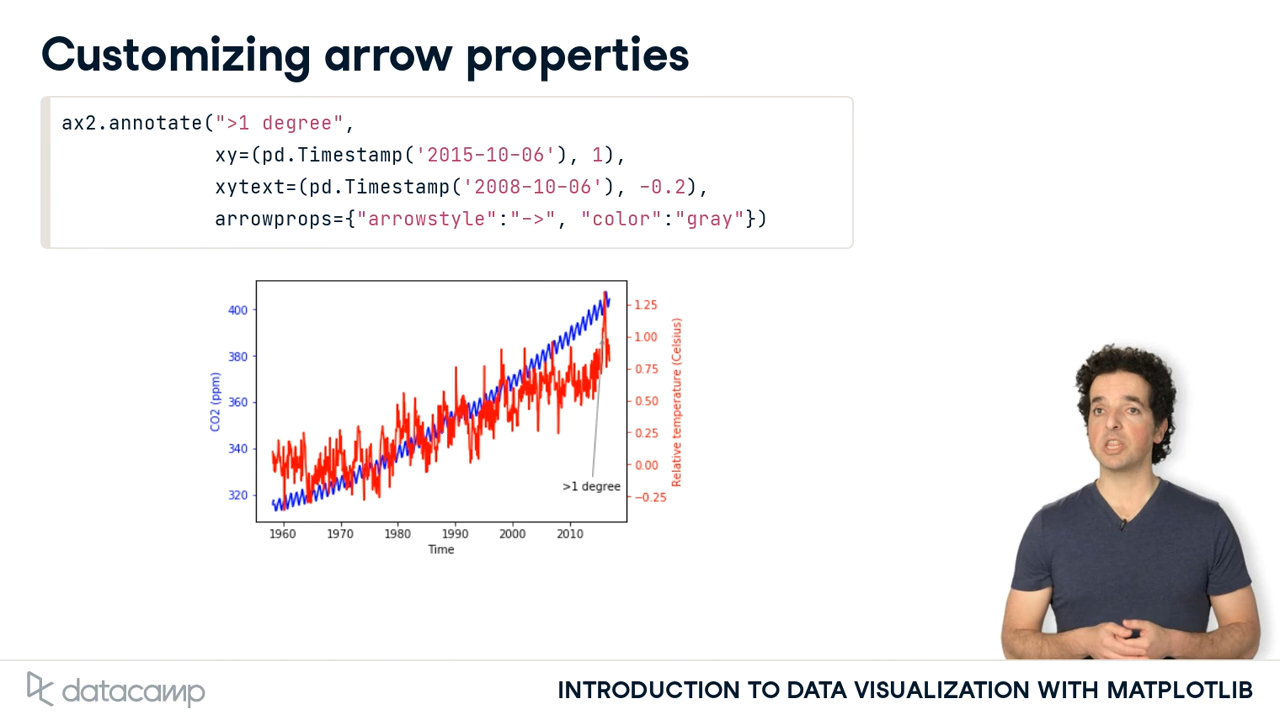 Customizing arrow properties
ax2.annotate(">1 degree",
xy=(pd.Timestamp('2015-10-06'), 1),
xytext=(pd.Timestamp('2008-10-06'), -0.2),
arrowprops={"arrowstyle":"->", "color":"gray"})
400
380
360
340
320
CO2 (ppm)
1.25
1.00
0.75
0.50
0.25
0.00
−0.25
Relative temperature (Celsius)
>1 degree
1960 1970 1980 1990 2000 2010
Time
datacamp
INTRODUCTION TO DATA VISUALIZATION WITH MATPLOTLIB